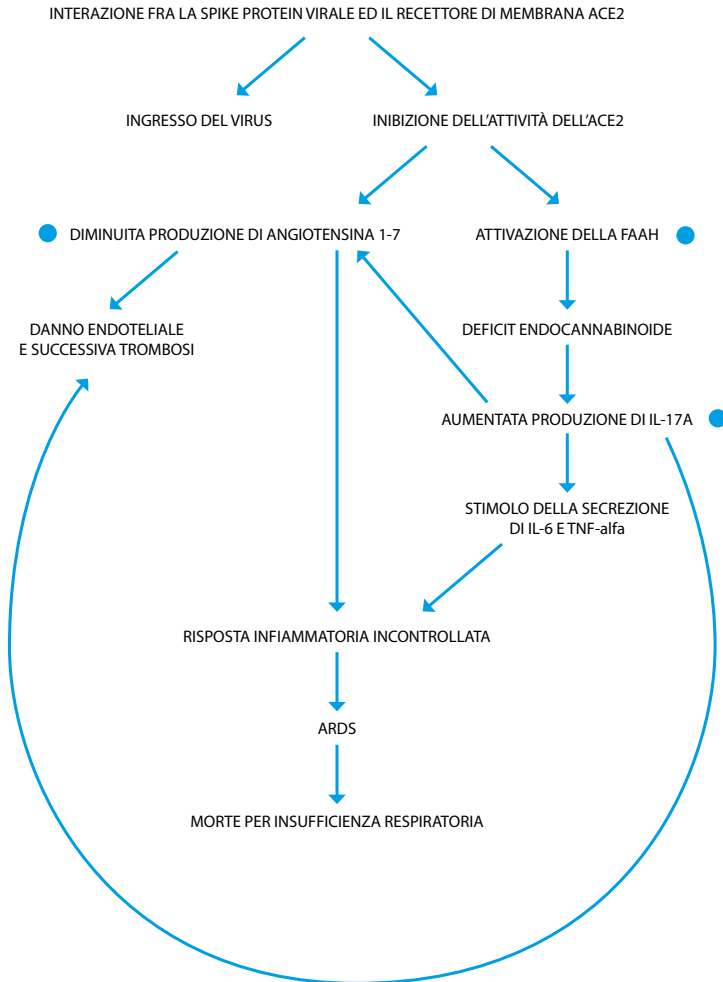 INTERAZIONE FRA LA SPIKE PROTEIN VIRALE ED IL RECETTORE DI MEMBRANA ACE2
INGRESSO DEL VIRUS
INIBIZIONE DELL'ATTIVITÀ DELL'ACE2
DIMINUITA PRODUZIONE DI ANGIOTENSINA 1-7
ATTIVAZIONE DELLA FAAH
DANNO ENDOTELIALE
E SUCCESSIVA TROMBOSI
DEFICIT ENDOCANNABINOIDE
AUMENTATA PRODUZIONE DI IL-17A
STIMOLO DELLA SECREZIONE
DI IL-6 E TNF-alfa
RISPOSTA INFIAMMATORIA INCONTROLLATA
ARDS
MORTE PER INSUFFICIENZA RESPIRATORIA